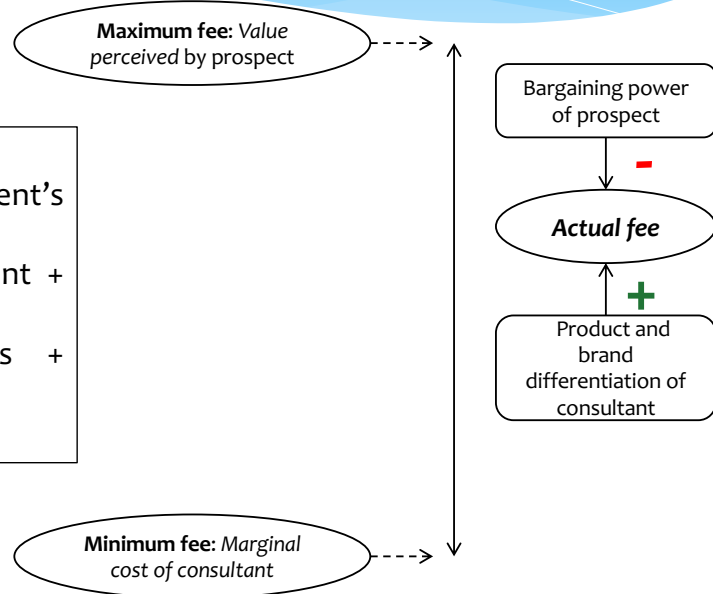 Maximum fee: Value
perceived by prospect
Bargaining power
of prospect
-
ent's
Actual fee
nt +
+
s +
Product and
brand
differentiation of
consultant
Minimum fee: Marginal
cost of consultant